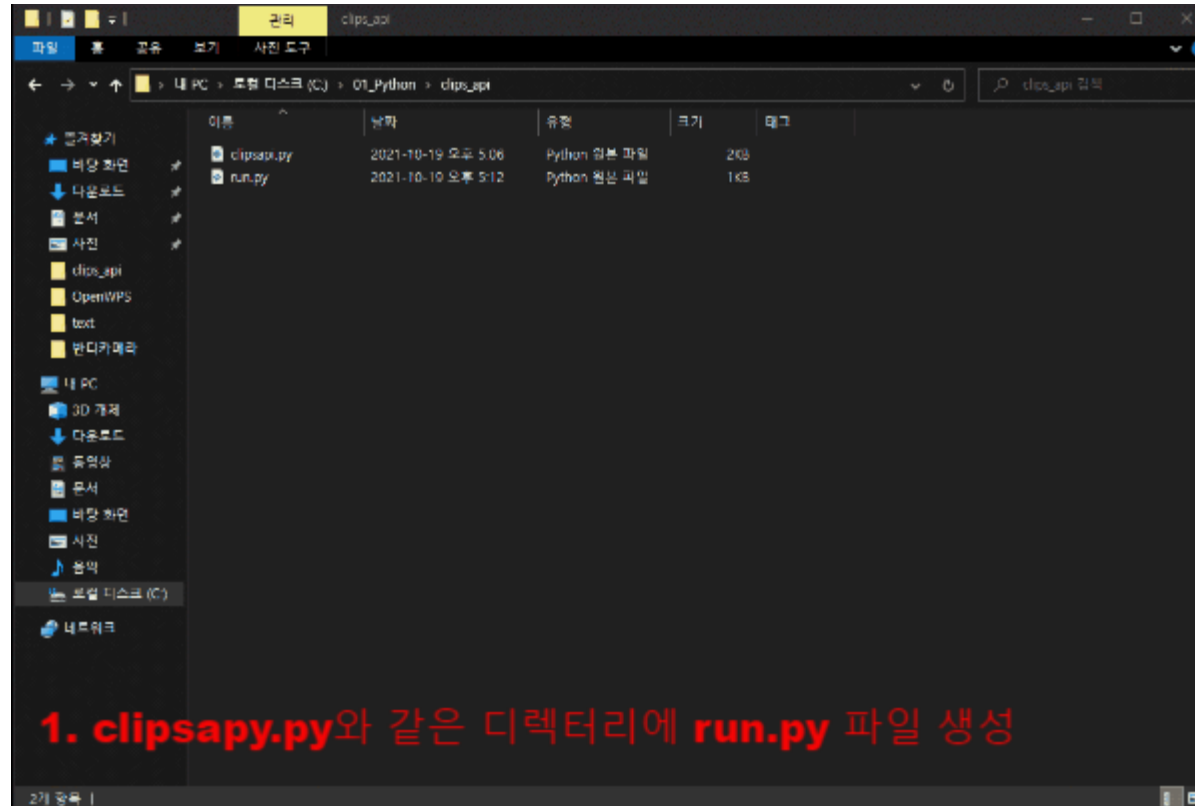 관리 clips_api
파일 홈 공유 보기 사진 도구
내 PC › 로컬 디스크 (C:) › 01_Python › clips_api
clips_api 검색
이름 날짜 유형 크기 태그
clipsapi.py 2021-10-19 오후 5:06 Python 원본 파일 2KB
run.py 2021-10-19 오후 5:12 Python 원본 파일 1KB
즐겨찾기
바탕 화면
다운로드
문서
사진
clips_api
OpenWPS
text
반디카메라
내 PC
3D 개체
다운로드
동영상
문서
바탕 화면
사진
음악
로컬 디스크 (C:)
네트워크
1. clipsapy.py와 같은 디렉터리에 run.py 파일 생성
2개 항목